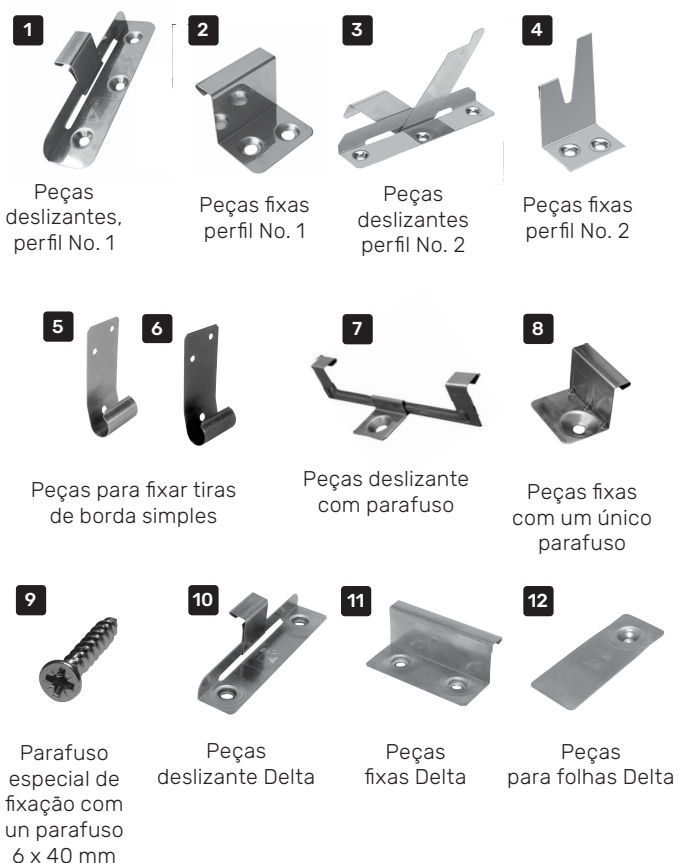 1
2
3
4
Peças
deslizantes,
perfil No. 1
Peças fixas
perfil No. 1
Peças
deslizantes
perfil No. 2
Peças fixas
perfil No. 2
5
6
7
8
Peças para fixar tiras
de borda simples
Peças deslizante
com parafuso
Peças fixas
com um único
parafuso
9
10
11
12
Parafuso
especial de
fixação com
un parafuso
6 x 40 mm
Peças
deslizante Delta
Peças
fixas Delta
Peças
para folhas Delta